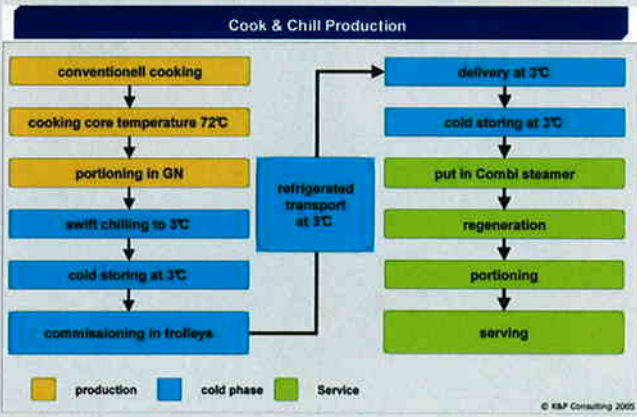 Cook & Chill Production
conventionell cooking
cooking core temperature 72℃
portioning in GN
swift chilling to 3℃
cold storing at 3℃
commissioning in trolleys
refrigerated
transport
at 3℃
delivery at 3℃
cold storing at 3℃
put in Combi steamer
regeneration
portioning
serving
production
cold phase
Service
© K&P Consulting 2005